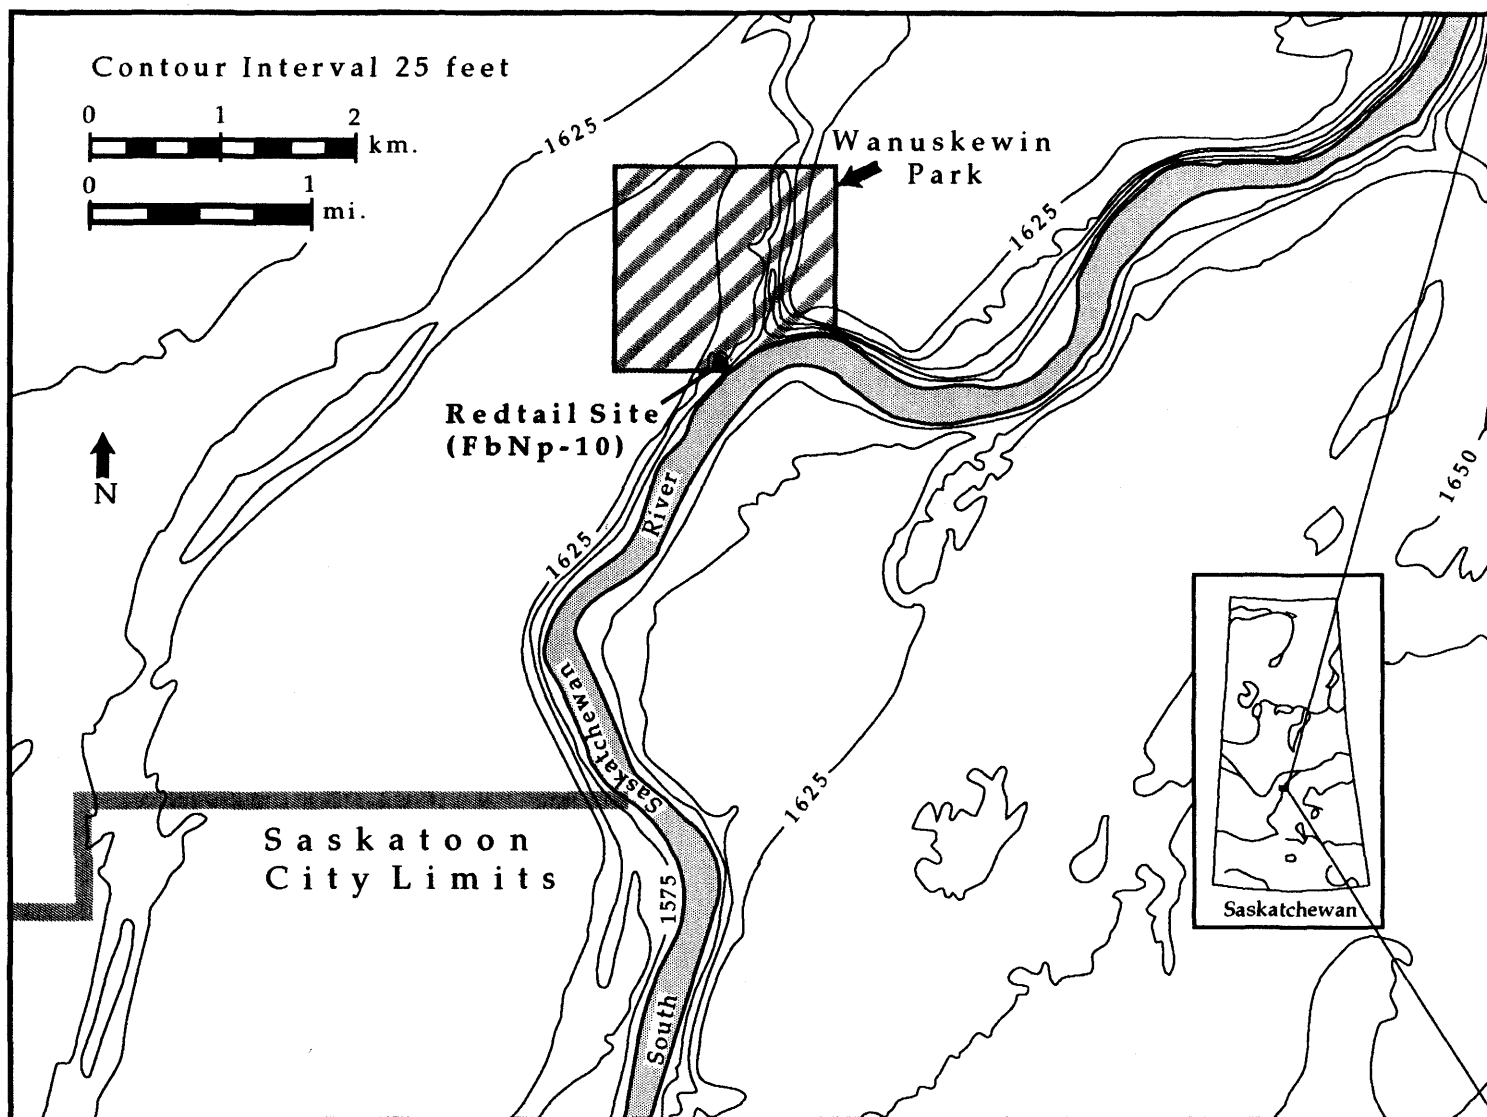 Contour Interval 25 feet
0 1 2
km.
0 1
mi.
1625
Wanuskewin
Park
1625
Redtail Site
(FbNp-10)
N
1650
1625
River
Saskatchewan
1625
Saskatoon
City Limits
1575
Saskatchewan
South